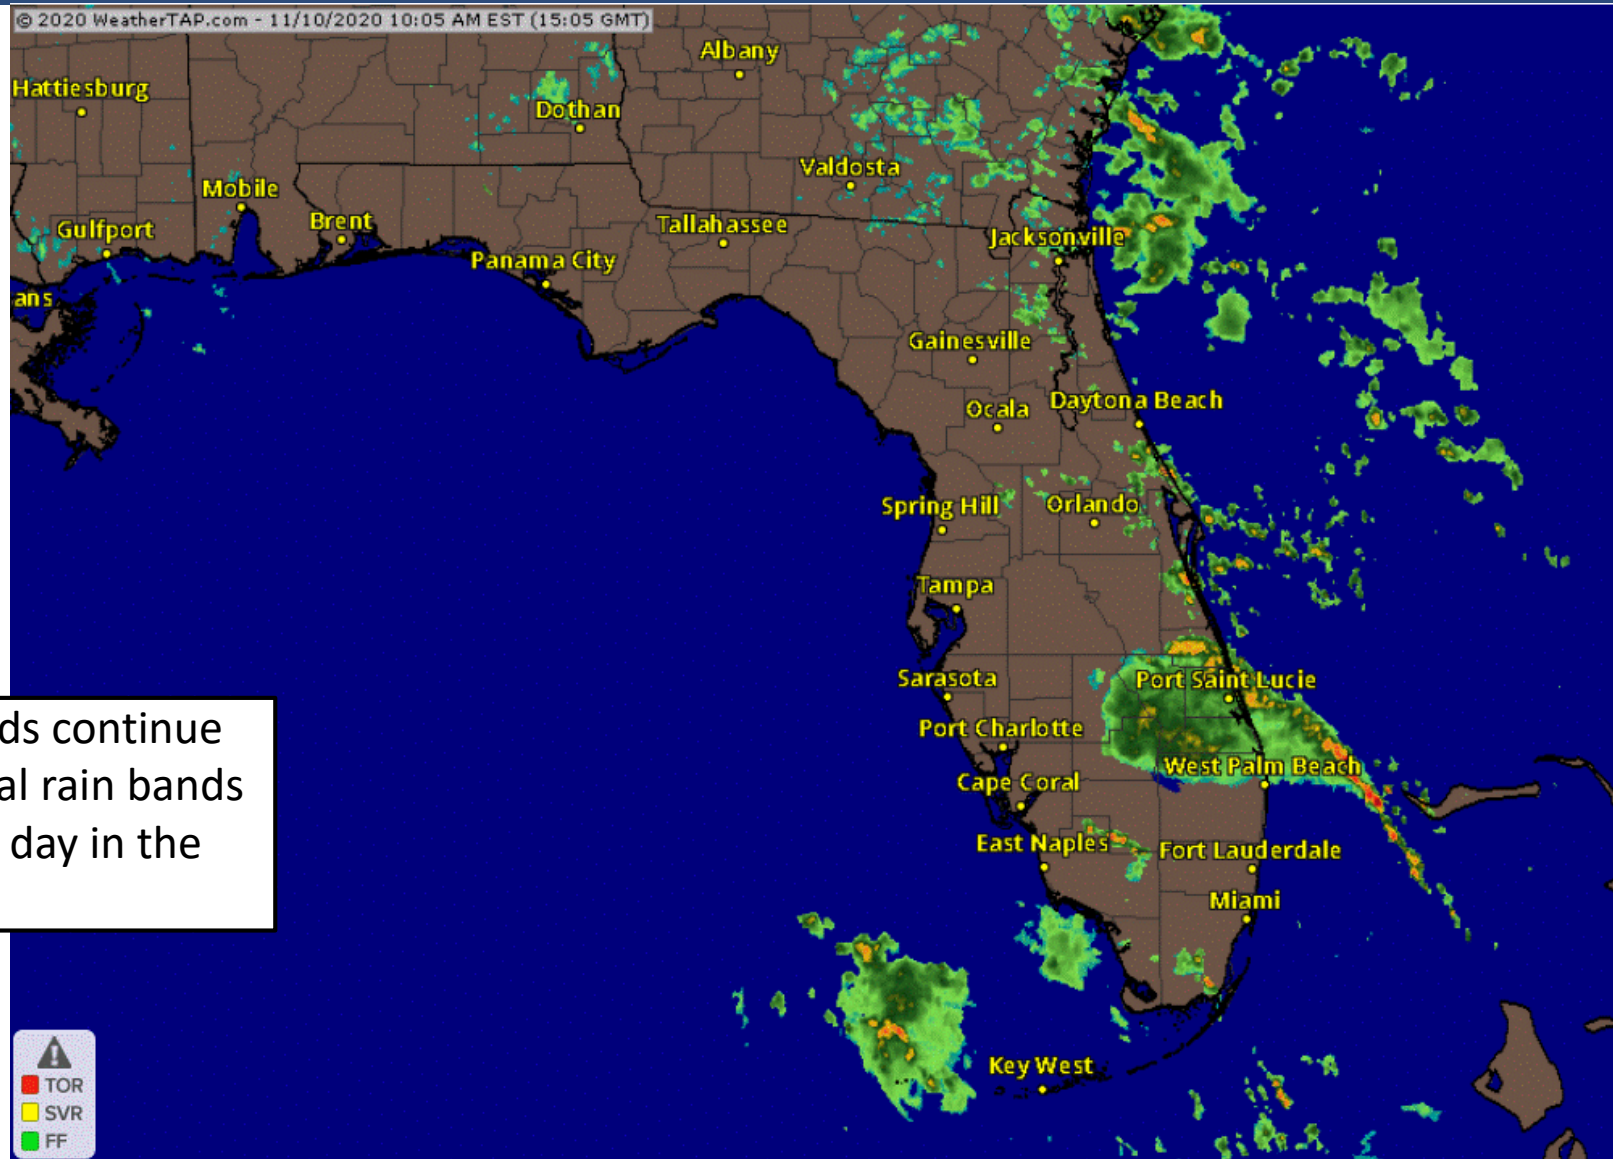 © 2020 WeatherTAP.com - 11/10/2020 10:05 AM EST (15:05 GMT)
Albany
Hattiesburg
Dothan
Valdosta
Mobile
Brent
Gulfport
Tallahassee
Jacksonville
Panama City
ans
Gainesville
Ocala
Daytona Beach
Spring Hill
Orlando
Tampa
Sarasota
Port Saint Lucie
Port Charlotte
West Palm Beach
Cape Coral
East Naples
Fort Lauderdale
Miami
Key West
ds continue
al rain bands
day in the
TOR
SVR
FF